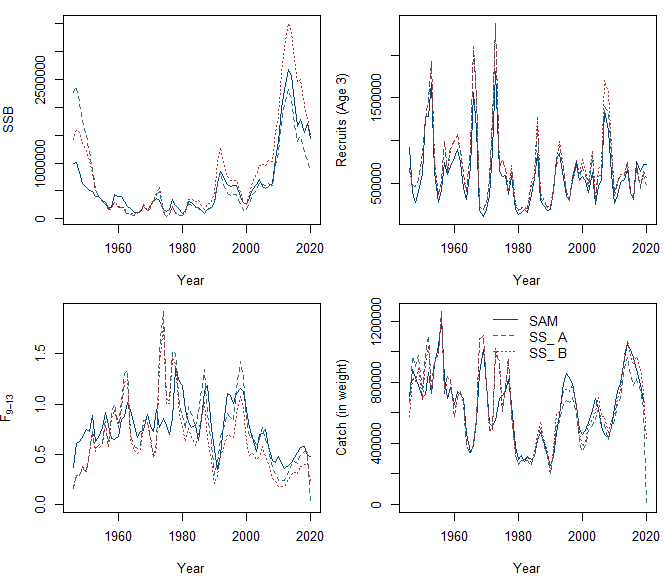 SSB
0 1000000 2500000
1960 1980 2000 2020
Year
Recruits (Age 3)
500000 1500000
1960 1980 2000 2020
Year
F9−13
0.0 0.5 1.0 1.5
1960 1980 2000 2020
Year
Catch (in weight)
0 400000 800000 1200000
SAM
SS_ A
SS_ B
1960 1980 2000 2020
Year